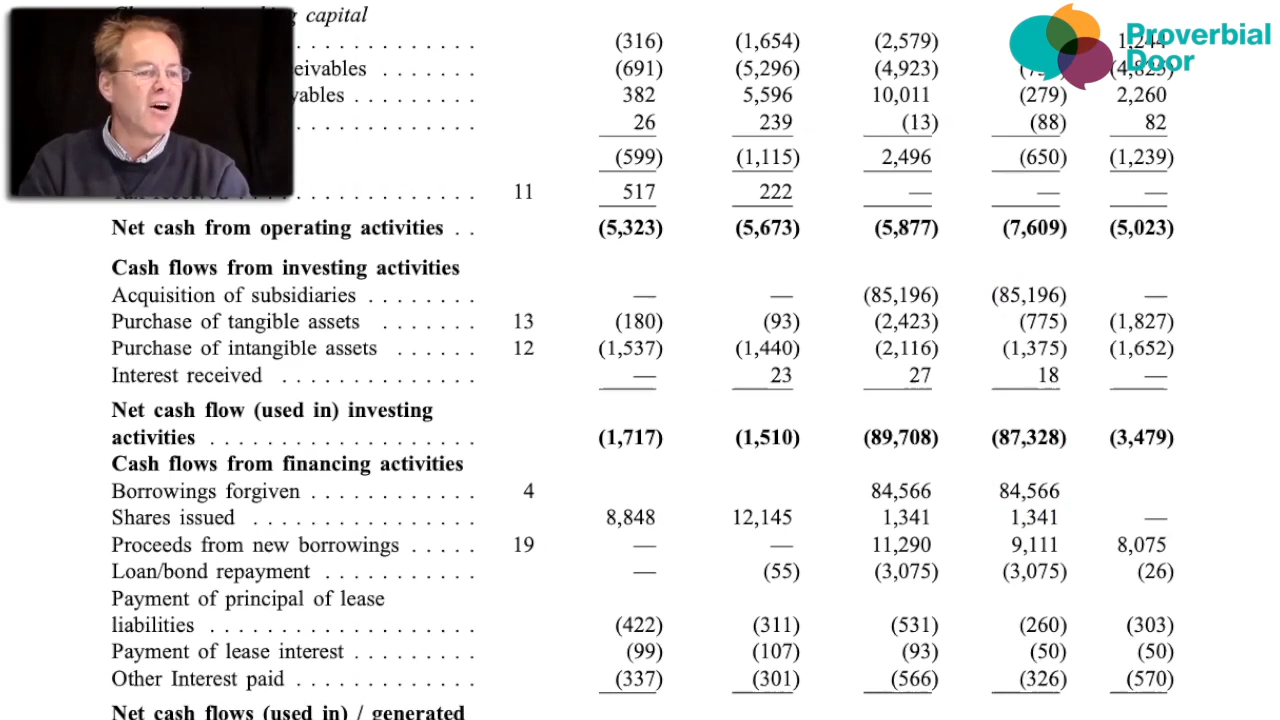 capital
(316) (1,654) (2,579) 1,244
(691) (5,296) (4,923)
382 5,596 10,011 (279) 2,260
26 239 (13) (88) 82
(599) (1,115) 2,496 (650) (1,239)
11 517 222 — — —
Net cash from operating activities . . (5,323) (5,673) (5,877) (7,609) (5,023)
Cash flows from investing activities
Acquisition of subsidiaries . . . . . . . . — — (85,196) (85,196) —
Purchase of tangible assets . . . . . . . 13 (180) (93) (2,423) (775) (1,827)
Purchase of intangible assets . . . . . . 12 (1,537) (1,440) (2,116) (1,375) (1,652)
Interest received . . . . . . . . . . . . . . — 23 27 18 —
Net cash flow (used in) investing
activities . . . . . . . . . . . . . . . . . . . . (1,717) (1,510) (89,708) (87,328) (3,479)
Cash flows from financing activities
Borrowings forgiven . . . . . . . . . . . . 4 84,566 84,566
Shares issued . . . . . . . . . . . . . . . . . 8,848 12,145 1,341 1,341 —
Proceeds from new borrowings . . . . . 19 — — 11,290 9,111 8,075
Loan/bond repayment . . . . . . . . . . . — (55) (3,075) (3,075) (26)
Payment of principal of lease
liabilities . . . . . . . . . . . . . . . . . . . . (422) (311) (531) (260) (303)
Payment of lease interest . . . . . . . . . (99) (107) (93) (50) (50)
Other Interest paid . . . . . . . . . . . . . (337) (301) (566) (326) (570)
Net cash flows (used in) / generated
Proverbial
Door